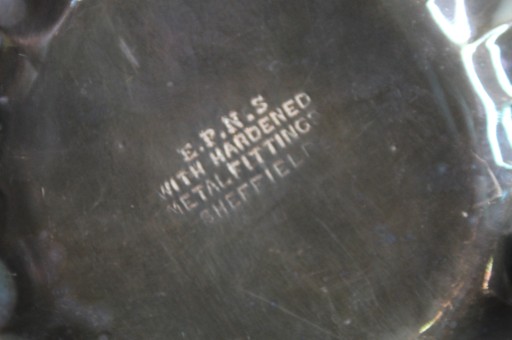 E.P.N.S
WITH HARDENED
METAL FITTINGS
SHEFFIELD